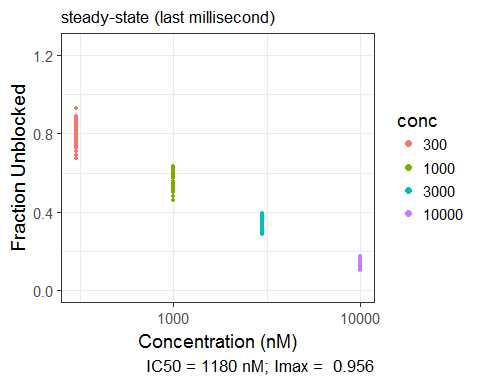 steady-state (last millisecond)
Fraction Unblocked
1.2
0.8
0.4
0.0
1000
10000
Concentration (nM)
IC50 = 1180 nM; Imax =  0.956
conc
300
1000
3000
10000